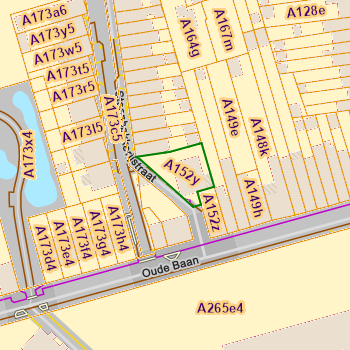 A173a6
A173y5
A173w5
A173t5
A173r5
A173l5
A173x4
A173c5
A164g
A167m
A128e
A149e
A148k
A152y
A152z
A149h
A173d4
A173e4
A173f4
A173g4
A173h4
Oude Baan
A265e4